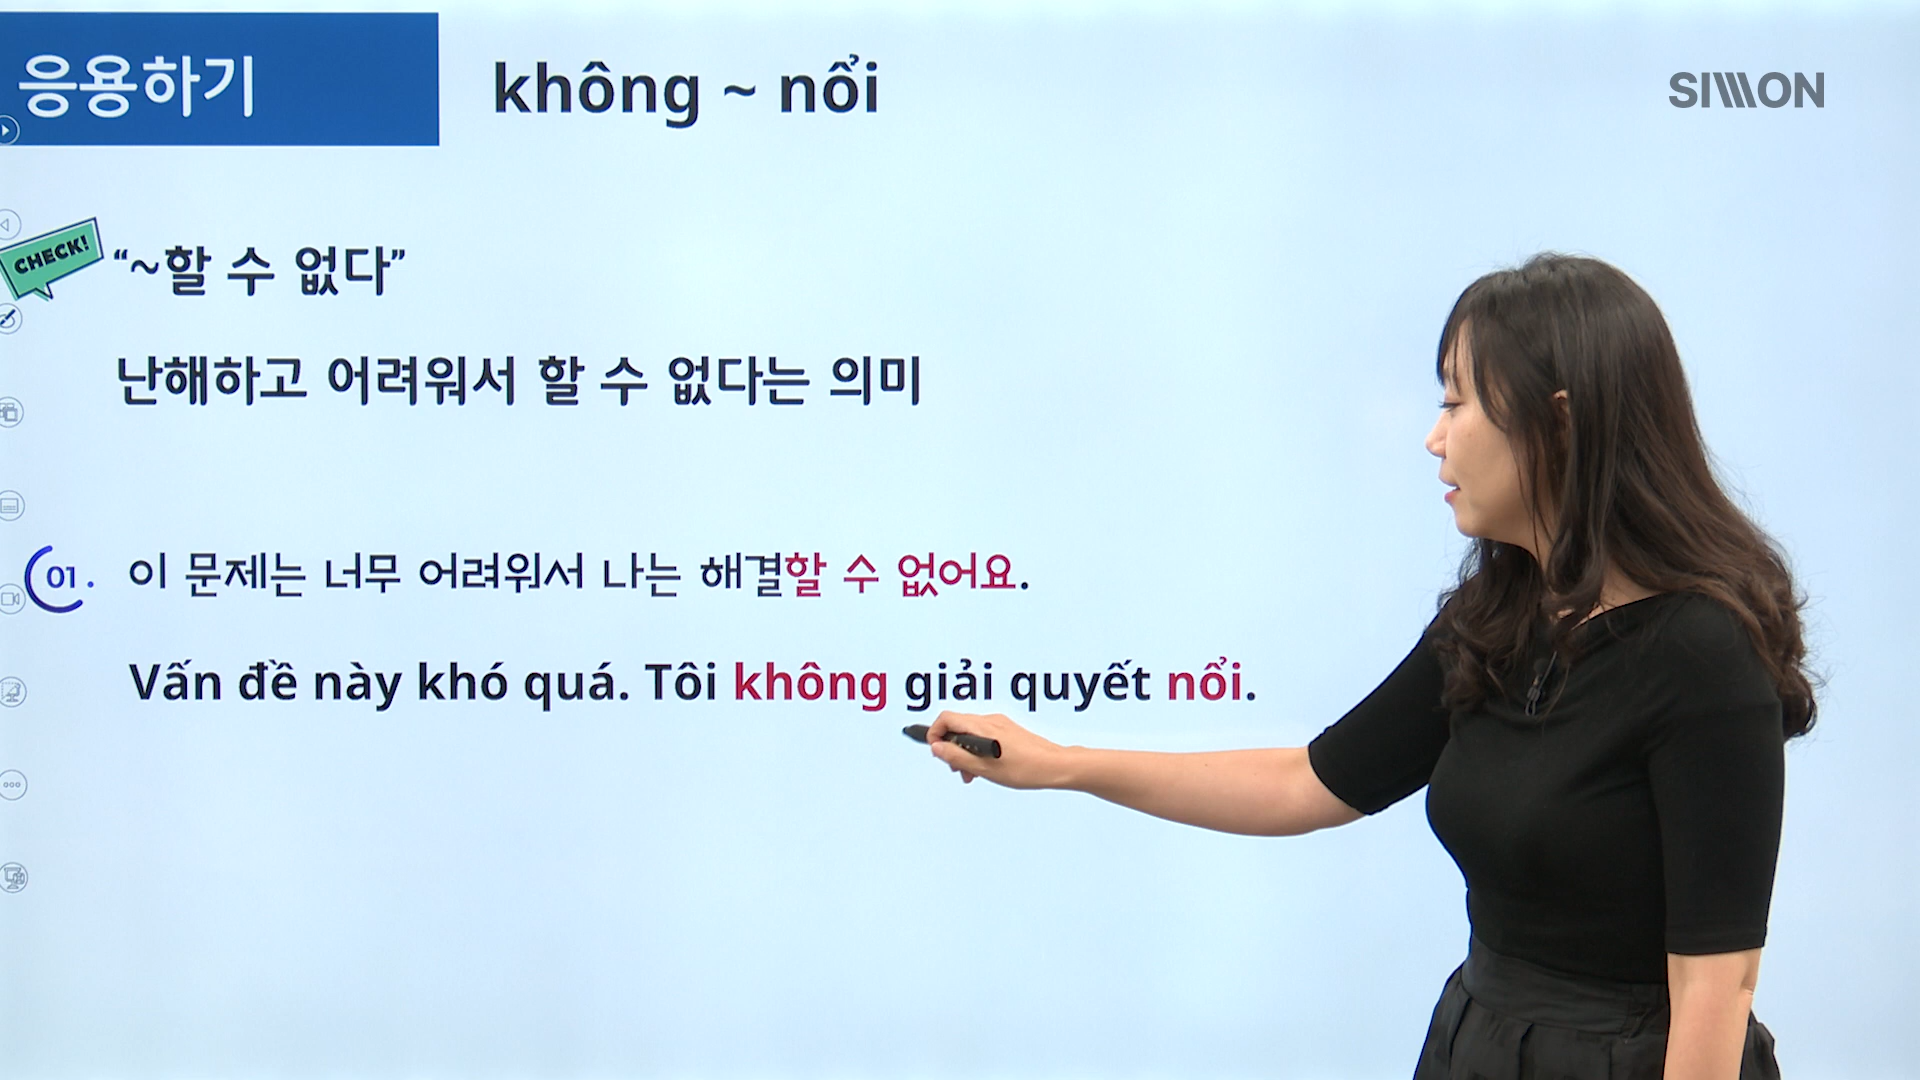 응용하기
không ~ nổi
SIWON
CHECK!
“~할 수 없다”
난해하고 어려워서 할 수 없다는 의미
01.
이 문제는 너무 어려워서 나는 해결할 수 없어요.
Vấn đề này khó quá. Tôi không giải quyết nổi.